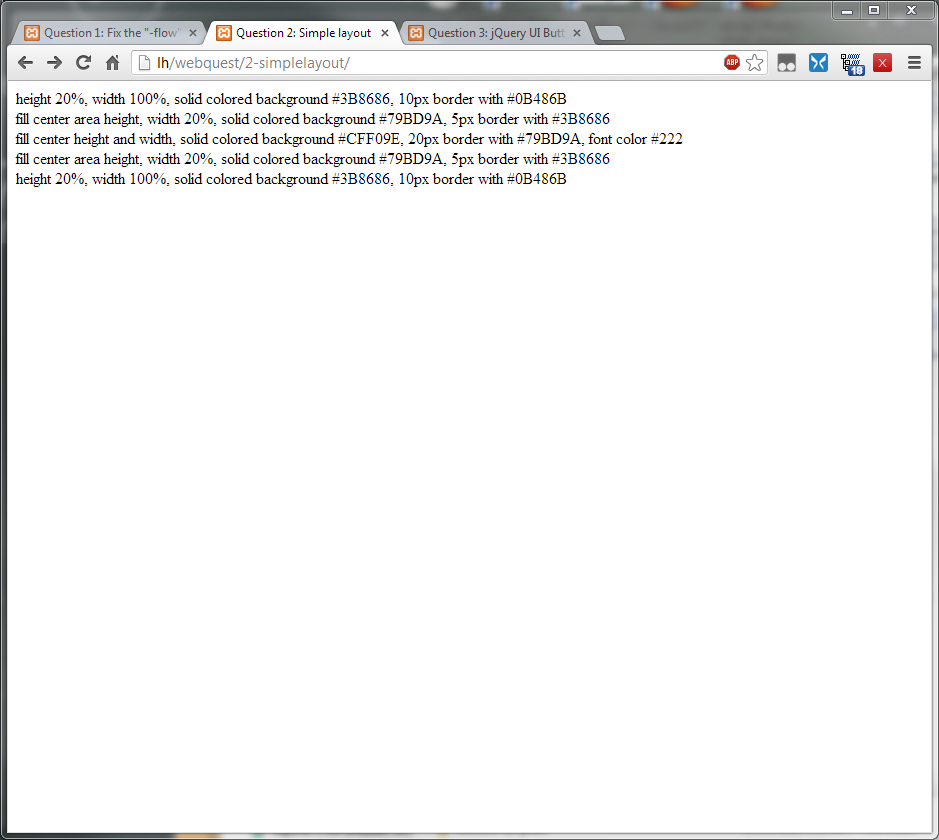 Question 1: Fix the "-flow"
Question 2: Simple layout
Question 3: jQuery UI Butt
lh/webquest/2-simplelayout/
ABP
18
height 20%, width 100%, solid colored background #3B8686, 10px border with #0B486B
fill center area height, width 20%, solid colored background #79BD9A, 5px border with #3B8686
fill center height and width, solid colored background #CFF09E, 20px border with #79BD9A, font color #222
fill center area height, width 20%, solid colored background #79BD9A, 5px border with #3B8686
height 20%, width 100%, solid colored background #3B8686, 10px border with #0B486B